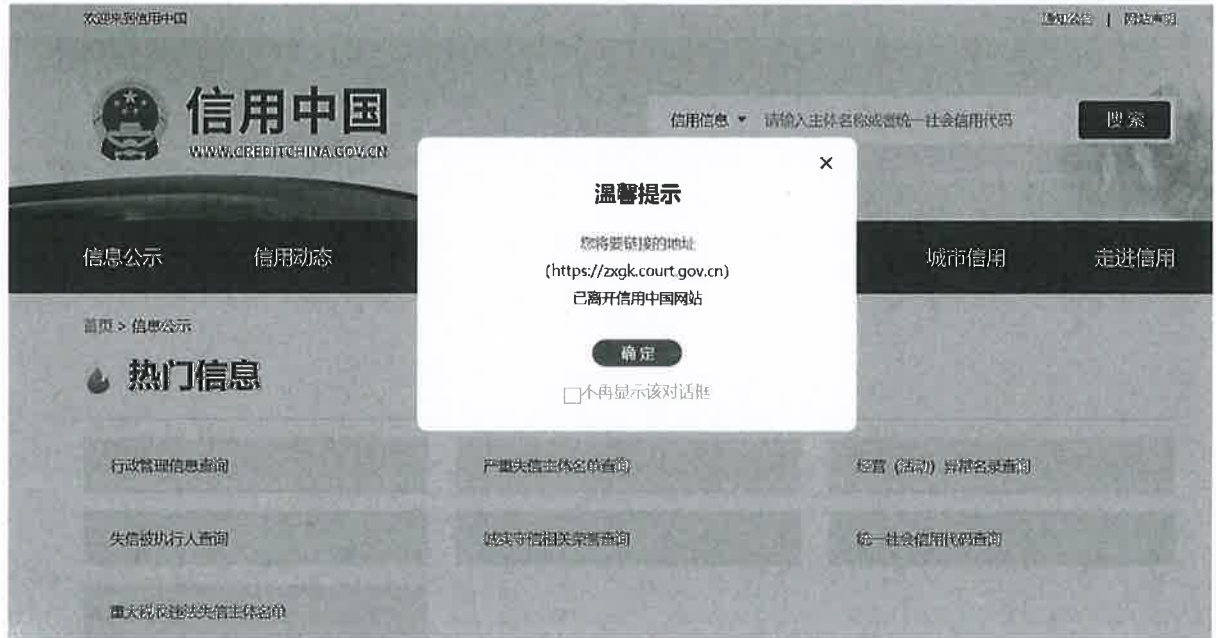 欢迎来到信用中国
通知公告 | 网站声明
信用中国
WWW.CREDITCHINA.GOV.CN
信用信息 请输入主体名称或者统一社会信用代码 搜索
温馨提示
您将要链接的地址
(https://zxgk.court.gov.cn)
已离开信用中国网站
确定
不再显示该对话框
信息公示 信用动态 城市信用 走进信用
首页 > 信息公示
热门信息
行政管理信息查询 严重失信主体名单查询 经营（活动）异常名录查询
失信被执行人查询 诚实守信相关荣誉查询 统一社会信用代码查询
重大税收违法失信主体名单